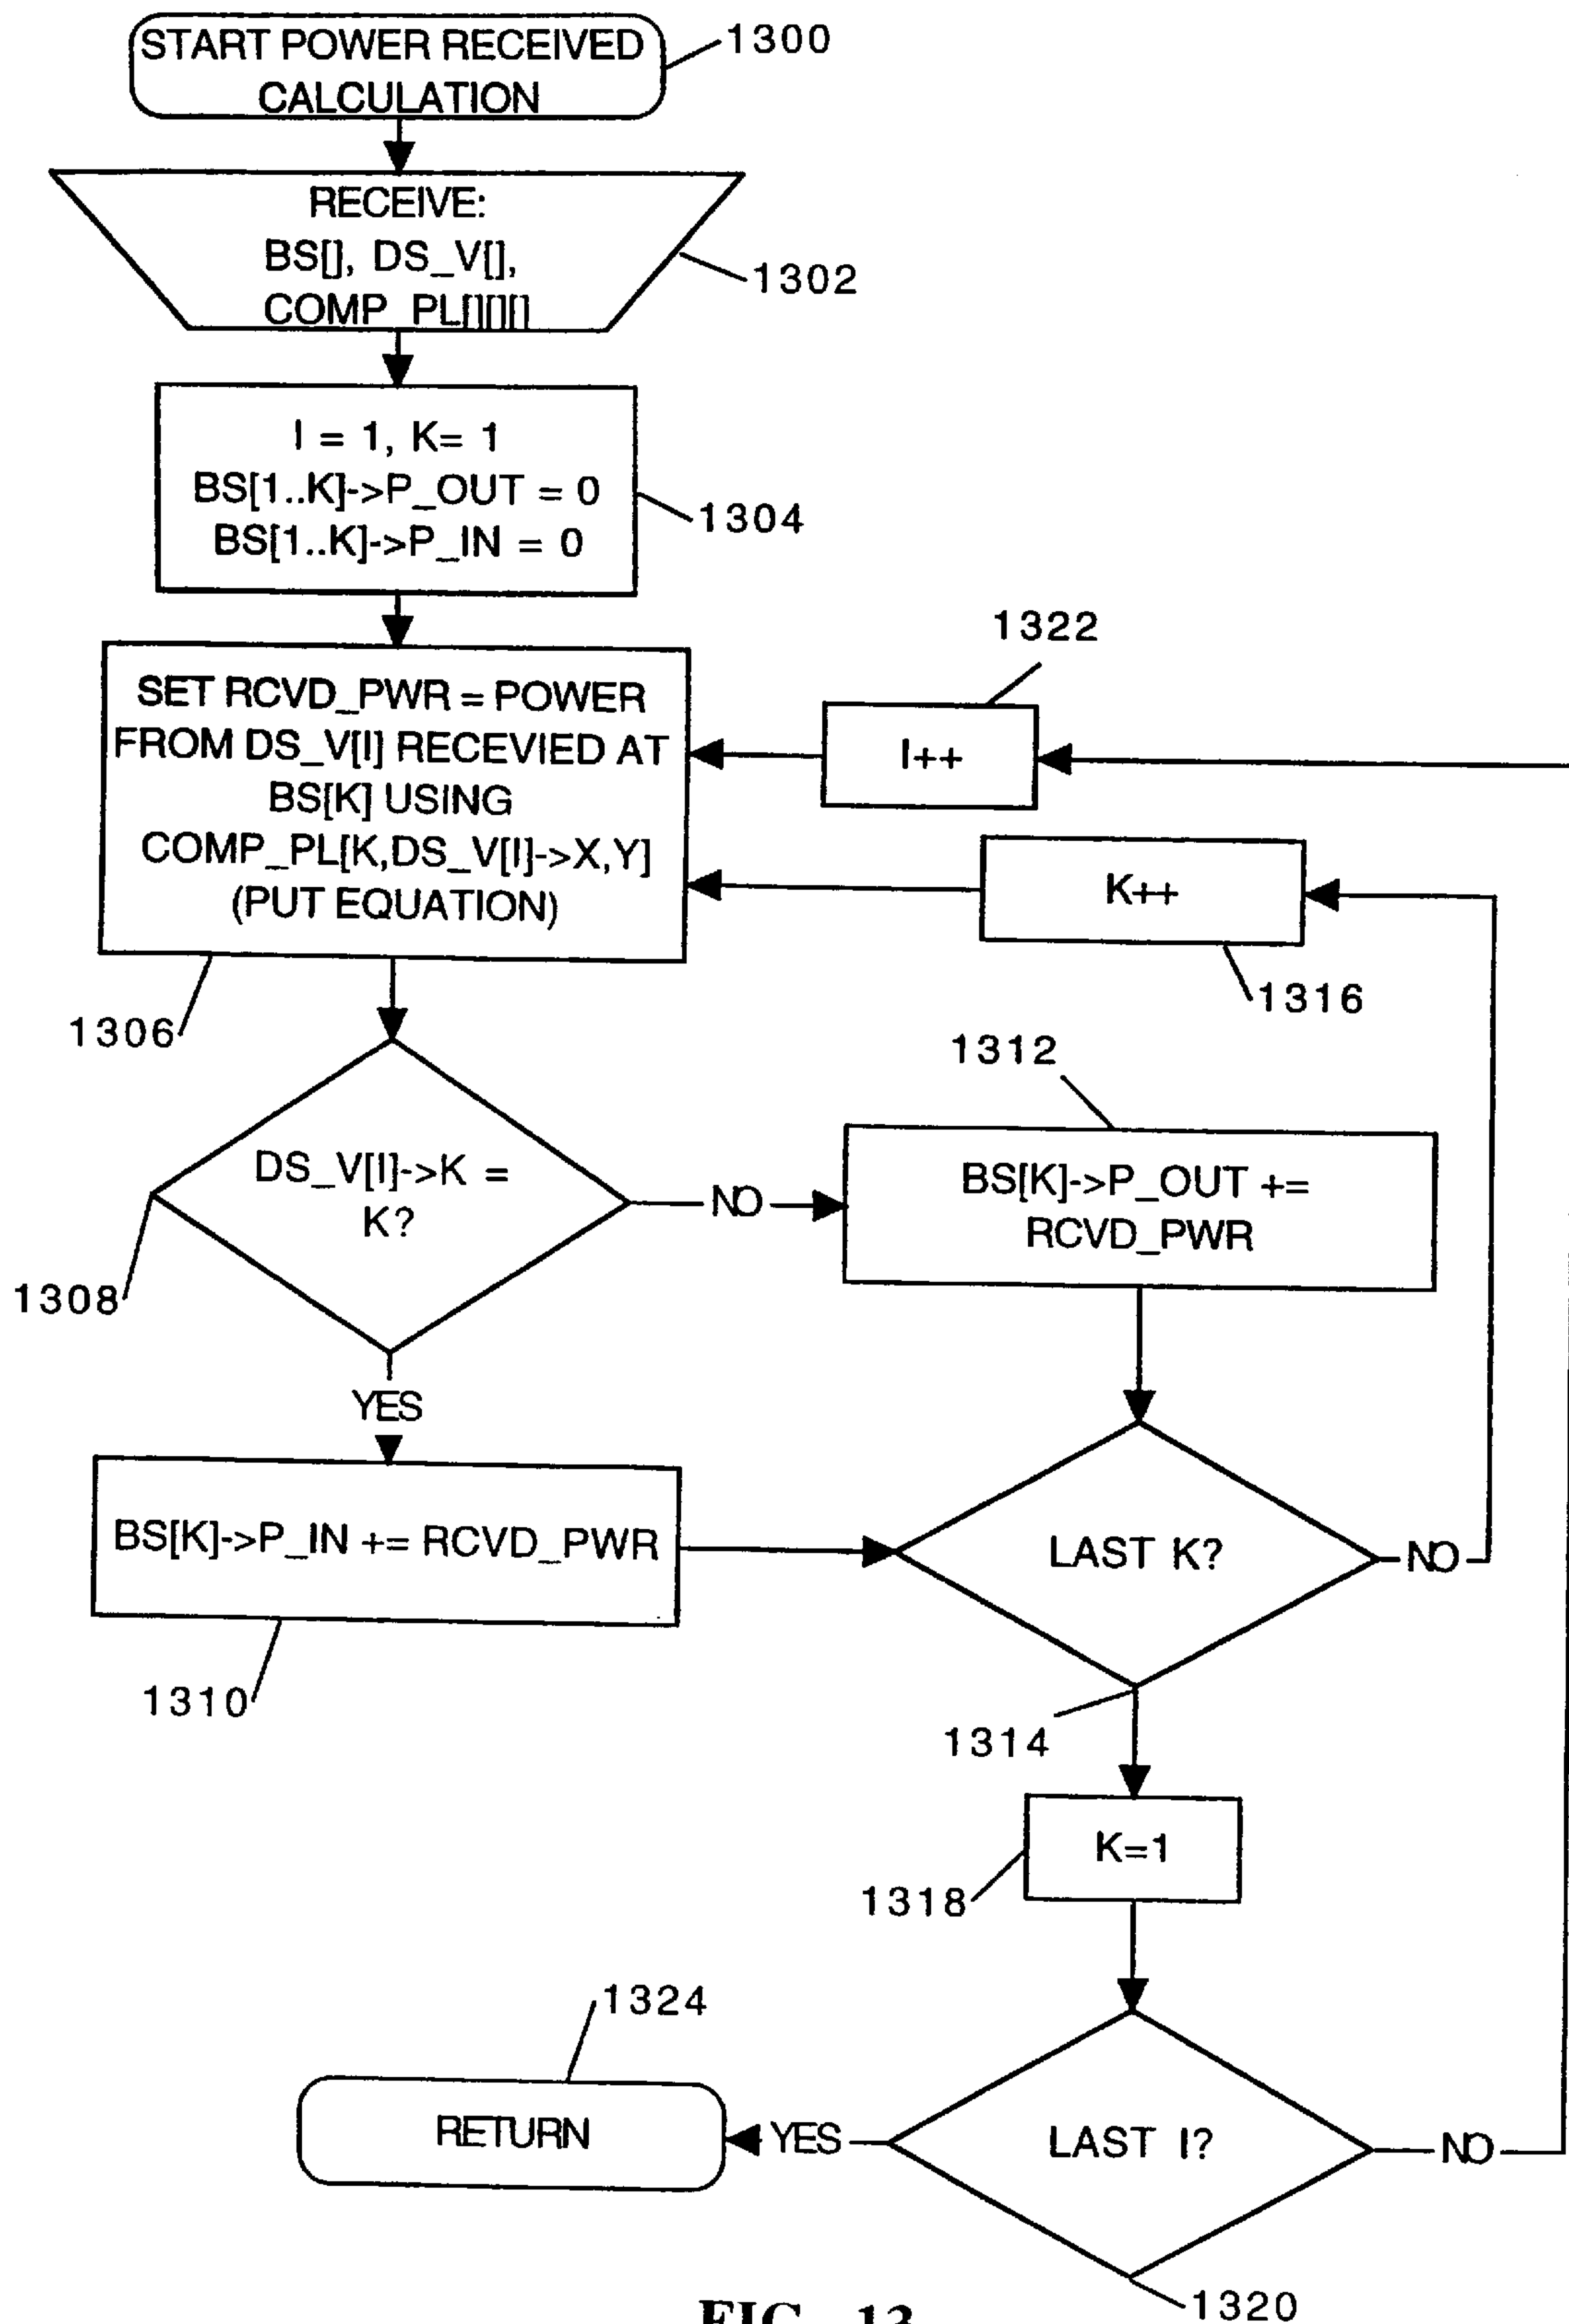 START POWER RECEIVED
CALCULATION
1300
RECEIVE:
BS[], DS_V[],
COMP_PL[][][]
1302
I = 1, K= 1
BS[1..K]->P_OUT = 0
BS[1..K]->P_IN = 0
1304
1322
SET RCVD_PWR = POWER
FROM DS_V[I] RECEVIED AT
BS[K] USING
COMP_PL[K,DS_V[I]->X,Y]
(PUT EQUATION)
I++
K++
1316
1306
1312
DS_V[I]->K =
K?
NO
BS[K]->P_OUT +=
RCVD_PWR
1308
YES
BS[K]->P_IN += RCVD_PWR
LAST K?
NO
1310
1314
K=1
1318
1324
RETURN
YES
LAST I?
NO
1320
FIG. 13